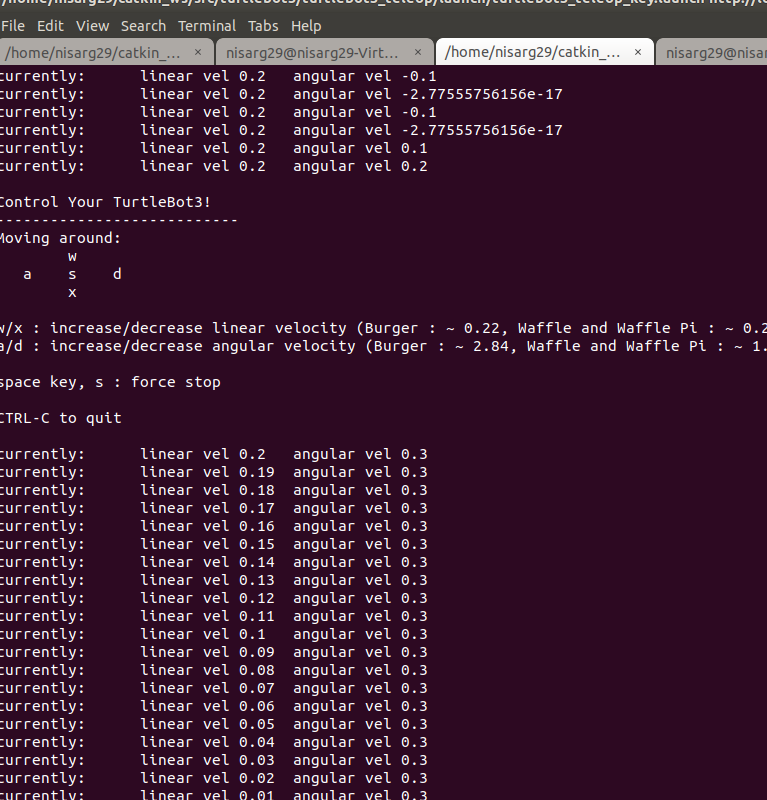 /home/nisarg29/catkin_ws/src/turtlebot3/turtlebot3_teleop/launch/turtlebot3_teleop_key.launch
File Edit View Search Terminal Tabs Help
/home/nisarg29/catkin_... × nisarg29@nisarg29-Virt... × /home/nisarg29/catkin_... × nisarg29@nisar
currently: linear vel 0.2 angular vel -0.1
currently: linear vel 0.2 angular vel -2.77555756156e-17
currently: linear vel 0.2 angular vel -0.1
currently: linear vel 0.2 angular vel -2.77555756156e-17
currently: linear vel 0.2 angular vel 0.1
currently: linear vel 0.2 angular vel 0.2
Control Your TurtleBot3!
---------------------------
Moving around:
w
a s d
x
w/x : increase/decrease linear velocity (Burger : ~ 0.22, Waffle and Waffle Pi : ~ 0.2
a/d : increase/decrease angular velocity (Burger : ~ 2.84, Waffle and Waffle Pi : ~ 1.
space key, s : force stop
CTRL-C to quit
currently: linear vel 0.2 angular vel 0.3
currently: linear vel 0.19 angular vel 0.3
currently: linear vel 0.18 angular vel 0.3
currently: linear vel 0.17 angular vel 0.3
currently: linear vel 0.16 angular vel 0.3
currently: linear vel 0.15 angular vel 0.3
currently: linear vel 0.14 angular vel 0.3
currently: linear vel 0.13 angular vel 0.3
currently: linear vel 0.12 angular vel 0.3
currently: linear vel 0.11 angular vel 0.3
currently: linear vel 0.1 angular vel 0.3
currently: linear vel 0.09 angular vel 0.3
currently: linear vel 0.08 angular vel 0.3
currently: linear vel 0.07 angular vel 0.3
currently: linear vel 0.06 angular vel 0.3
currently: linear vel 0.05 angular vel 0.3
currently: linear vel 0.04 angular vel 0.3
currently: linear vel 0.03 angular vel 0.3
currently: linear vel 0.02 angular vel 0.3
currently: linear vel 0.01 angular vel 0.3